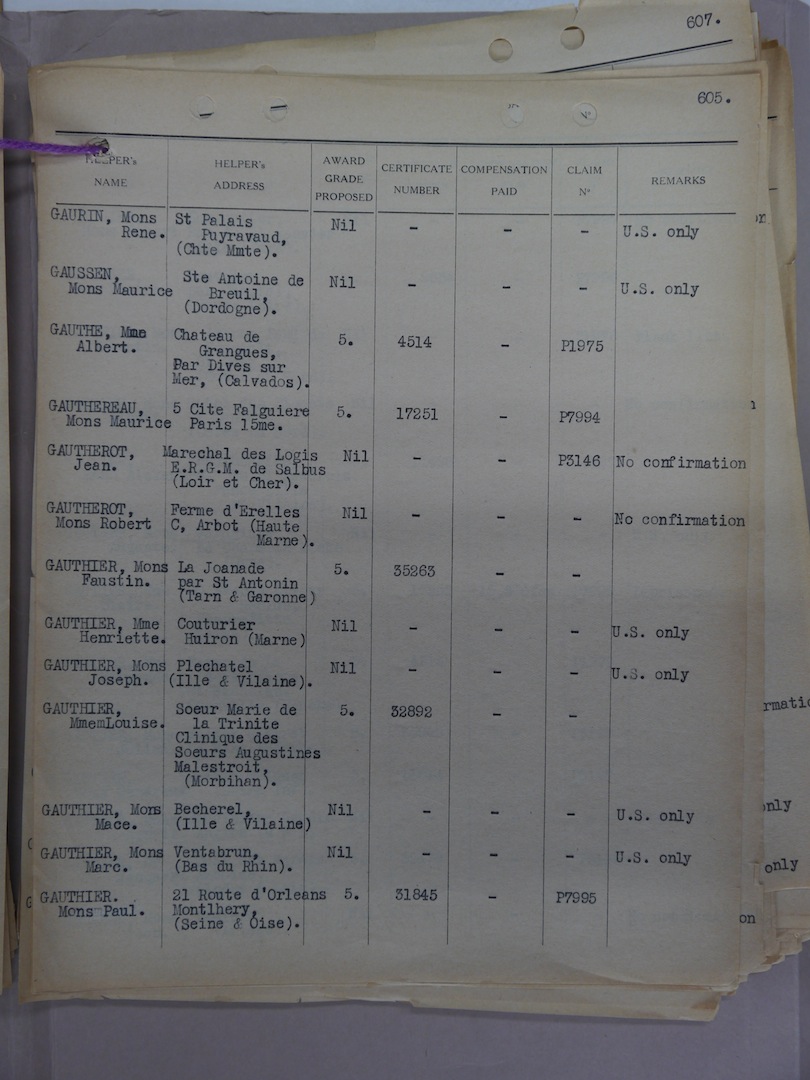 607.
605.
HELPER's NAME
HELPER's ADDRESS
AWARD GRADE PROPOSED
CERTIFICATE NUMBER
COMPENSATION PAID
CLAIM Nº
REMARKS
GAURIN, Mons St Palais Nil - - - U.S. only
Rene. Puyravaud,
(Chte Mmte).
GAUSSEN, Ste Antoine de Nil - - - U.S. only
Mons Maurice Breuil,
(Dordogne).
GAUTHE, Mme Chateau de 5. 4514 - P1975
Albert. Grangues,
Par Dives sur
Mer, (Calvados).
GAUTHEREAU, 5 Cite Falguiere 5. 17251 - P7994
Mons Maurice Paris 15me.
GAUTHEROT, Marechal des Logis Nil - - P3146 No confirmation
Jean. E.R.G.M. de Salbus
(Loir et Cher).
GAUTHEROT, Ferme d'Erelles Nil - - - No confirmation
Mons Robert C, Arbot (Haute
Marne).
GAUTHIER, Mons La Joanade 5. 35263 - -
Faustin. par St Antonin
(Tarn & Garonne)
GAUTHIER, Mme Couturier Nil - - - U.S. only
Henriette. Huiron (Marne)
GAUTHIER, Mons Plechatel Nil - - - U.S. only
Joseph. (Ille & Vilaine).
GAUTHIER, Soeur Marie de 5. 32892 - -
MmemLouise. la Trinite
Clinique des
Soeurs Augustines
Malestroit,
(Morbihan).
GAUTHIER, Mons Becherel, Nil - - - U.S. only
Mace. (Ille & Vilaine)
GAUTHIER, Mons Ventabrun, Nil - - - U.S. only
Marc. (Bas du Rhin).
GAUTHIER. 21 Route d'Orleans 5. 31845 - P7995
Mons Paul. Montlhery,
(Seine & Oise).
only
on